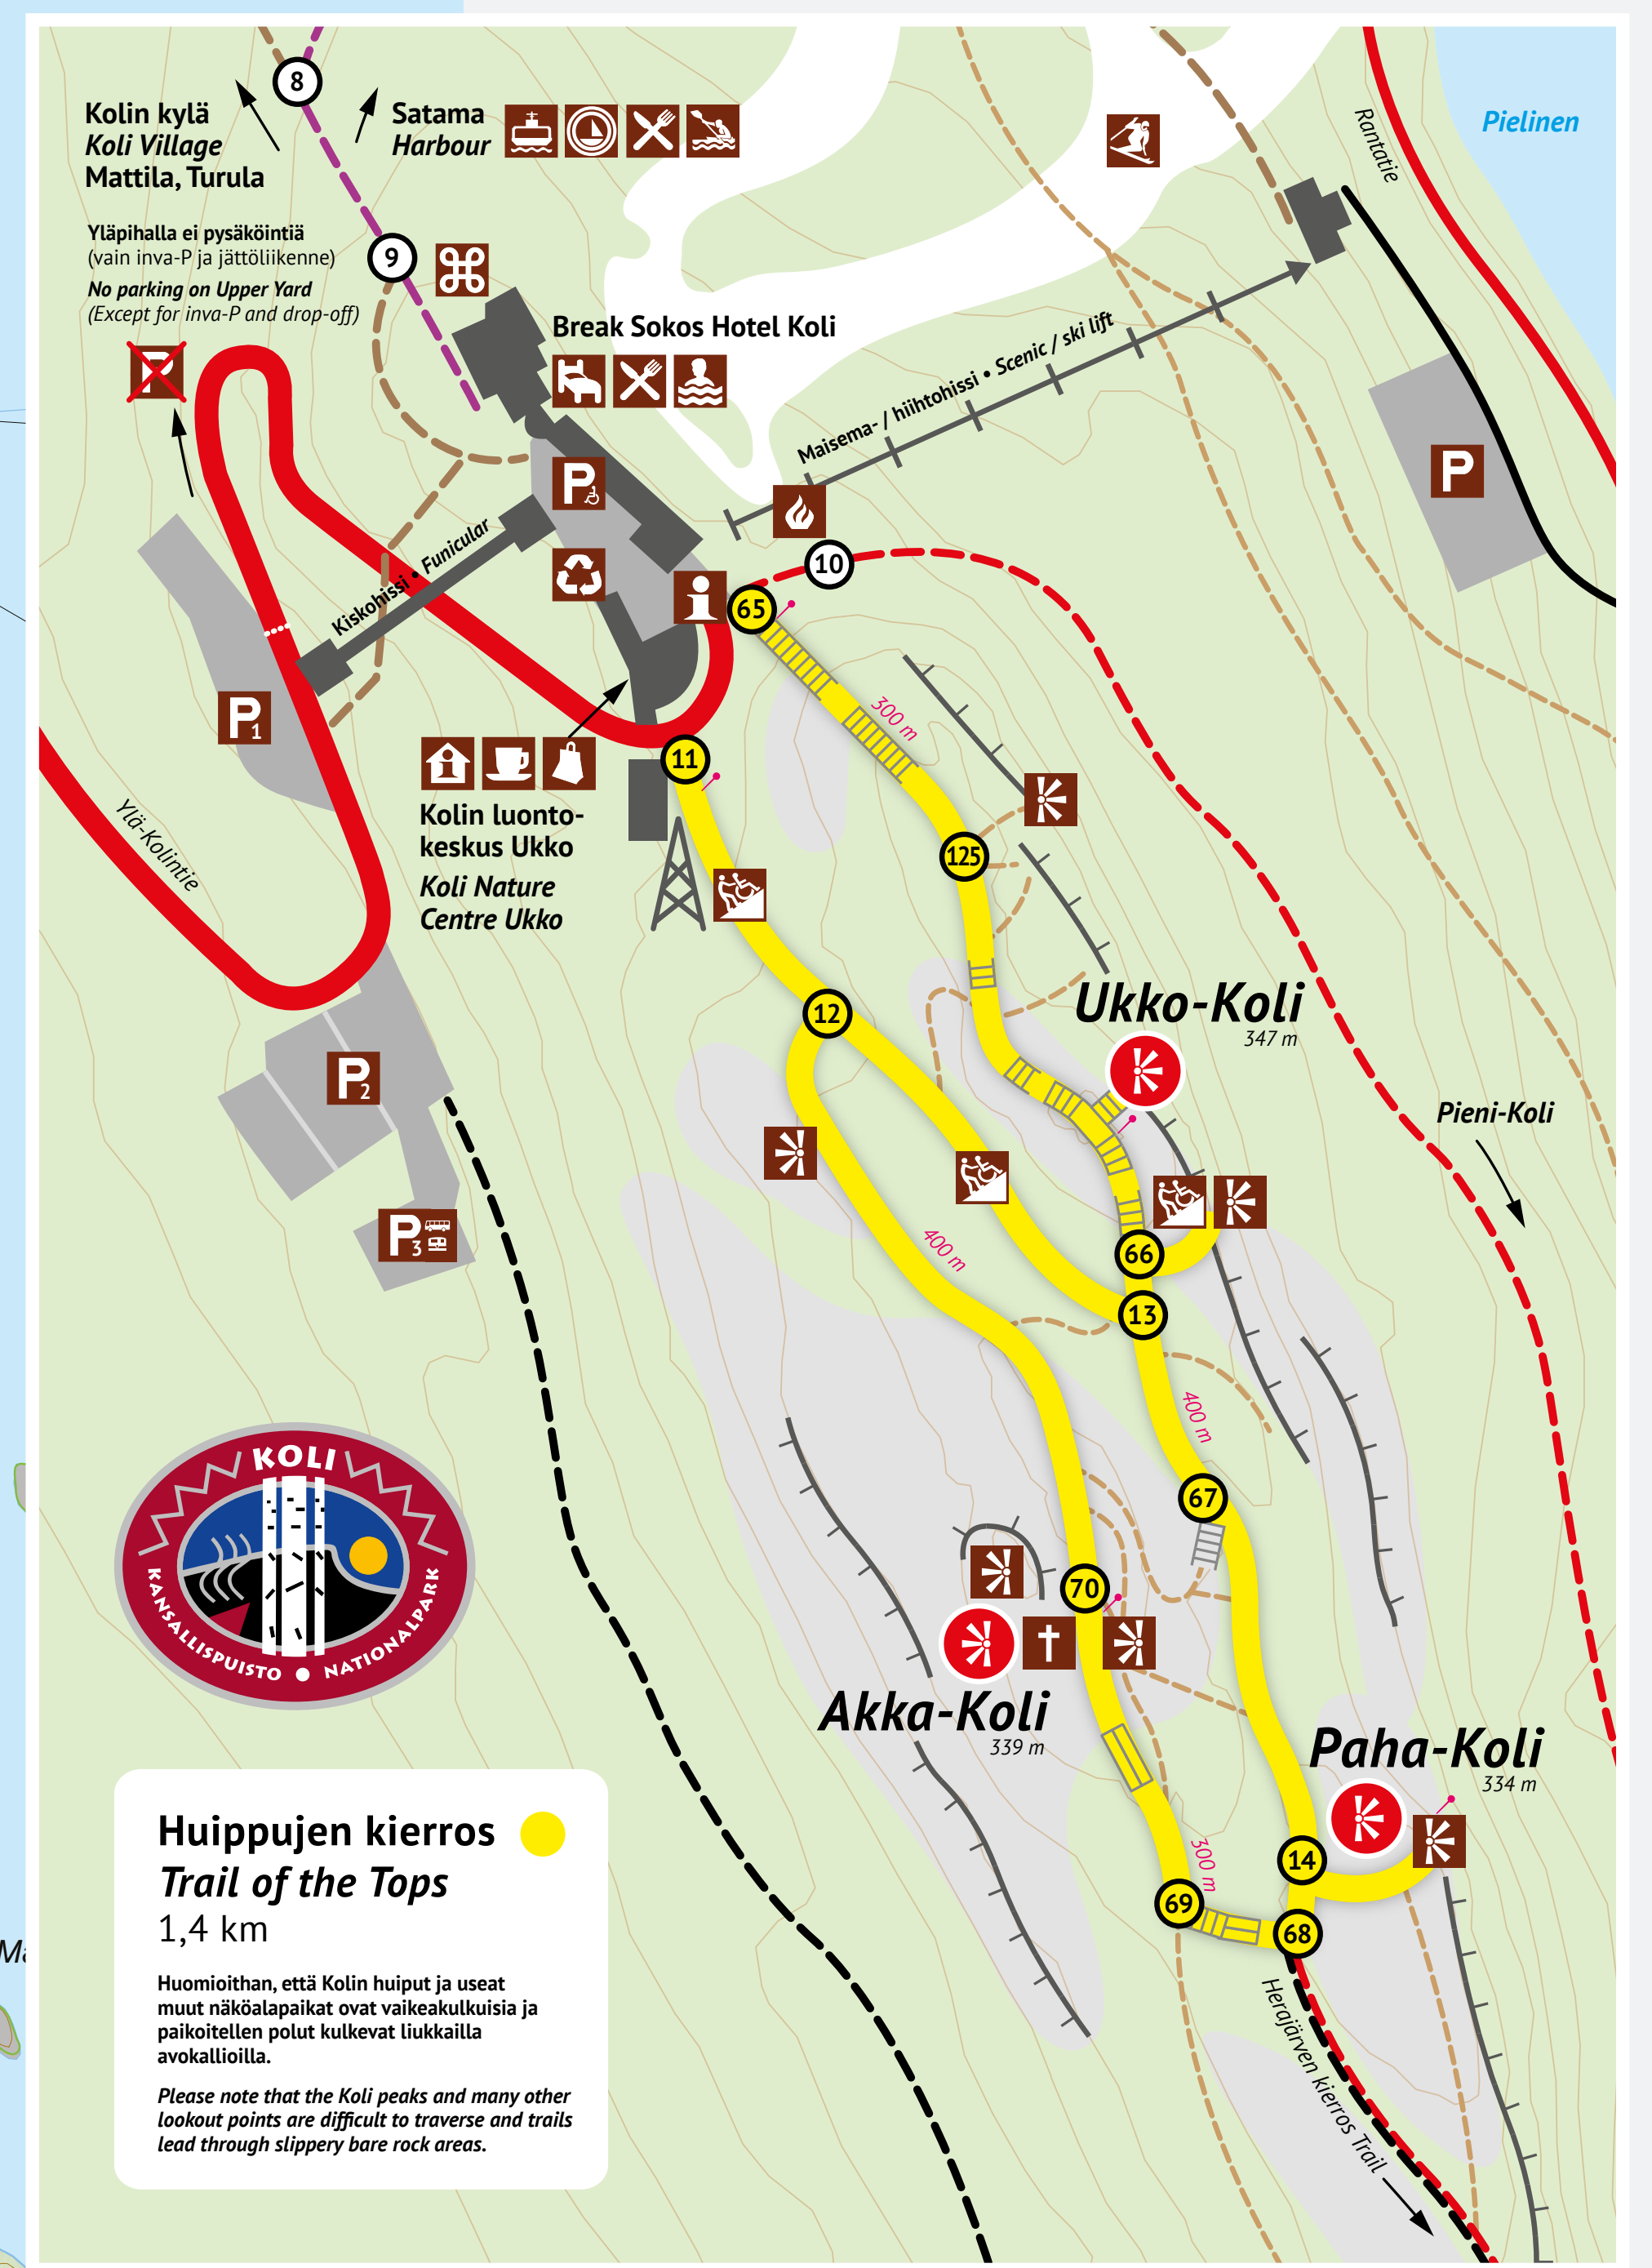 8
Kolin kylä
Koli Village
Mattila, Turula
Satama
Harbour
Pielinen
Rantatie
Yläpihalla ei pysäköintiä
(vain inva-P ja jättöliikenne)
No parking on Upper Yard
(Except for inva-P and drop-off)
9
Break Sokos Hotel Koli
Maisema- / hiihtohissi • Scenic / ski lift
P
P
P
Kiskohissi • Funicular
10
65
P1
300 m
11
Ylä-Kolintie
Kolin luonto-
keskus Ukko
Koli Nature
Centre Ukko
125
12
Ukko-Koli
347 m
P2
Pieni-Koli
P3
400 m
66
13
400 m
67
KOLI
KANSALLISPUISTO • NATIONALPARK
70
Akka-Koli
339 m
Paha-Koli
334 m
300 m
14
69
68
Huippujen kierros
Trail of the Tops
1,4 km
Huomioithan, että Kolin huiput ja useat
muut näköalapaikat ovat vaikeakulkuisia ja
paikoitellen polut kulkevat liukkailla
avokallioilla.
Please note that the Koli peaks and many other
lookout points are difficult to traverse and trails
lead through slippery bare rock areas.
Herajärven kierros Trail